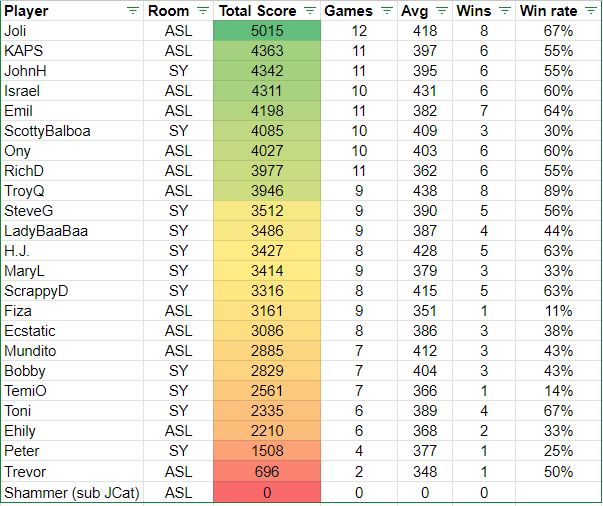 Player Room Total Score Games Avg Wins Win rate
Joli ASL 5015 12 418 8 67%
KAPS ASL 4363 11 397 6 55%
JohnH SY 4342 11 395 6 55%
Israel ASL 4311 10 431 6 60%
Emil ASL 4198 11 382 7 64%
ScottyBalboa SY 4085 10 409 3 30%
Ony ASL 4027 10 403 6 60%
RichD ASL 3977 11 362 6 55%
TroyQ ASL 3946 9 438 8 89%
SteveG SY 3512 9 390 5 56%
LadyBaaBaa SY 3486 9 387 4 44%
H.J. SY 3427 8 428 5 63%
MaryL SY 3414 9 379 3 33%
ScrappyD SY 3316 8 415 5 63%
Fiza ASL 3161 9 351 1 11%
Ecstatic ASL 3086 8 386 3 38%
Mundito ASL 2885 7 412 3 43%
Bobby SY 2829 7 404 3 43%
TemiO SY 2561 7 366 1 14%
Toni SY 2335 6 389 4 67%
Ehily ASL 2210 6 368 2 33%
Peter SY 1508 4 377 1 25%
Trevor ASL 696 2 348 1 50%
Shammer (sub JCat) ASL 0 0 0 0